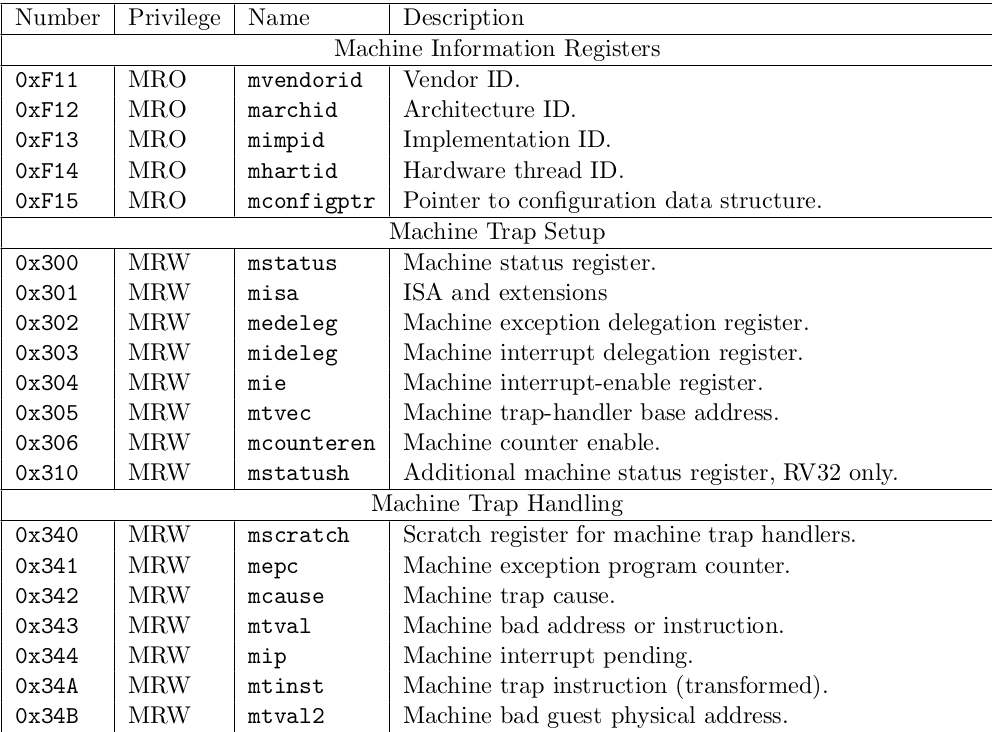 Number Privilege Name Description
Machine Information Registers
0xF11 MRO mvendorid Vendor ID.
0xF12 MRO marchid Architecture ID.
0xF13 MRO mimpid Implementation ID.
0xF14 MRO mhartid Hardware thread ID.
0xF15 MRO mconfigptr Pointer to configuration data structure.
Machine Trap Setup
0x300 MRW mstatus Machine status register.
0x301 MRW misa ISA and extensions
0x302 MRW medeleg Machine exception delegation register.
0x303 MRW mideleg Machine interrupt delegation register.
0x304 MRW mie Machine interrupt-enable register.
0x305 MRW mtvec Machine trap-handler base address.
0x306 MRW mcounteren Machine counter enable.
0x310 MRW mstatush Additional machine status register, RV32 only.
Machine Trap Handling
0x340 MRW mscratch Scratch register for machine trap handlers.
0x341 MRW mepc Machine exception program counter.
0x342 MRW mcause Machine trap cause.
0x343 MRW mtval Machine bad address or instruction.
0x344 MRW mip Machine interrupt pending.
0x34A MRW mtinst Machine trap instruction (transformed).
0x34B MRW mtval2 Machine bad guest physical address.